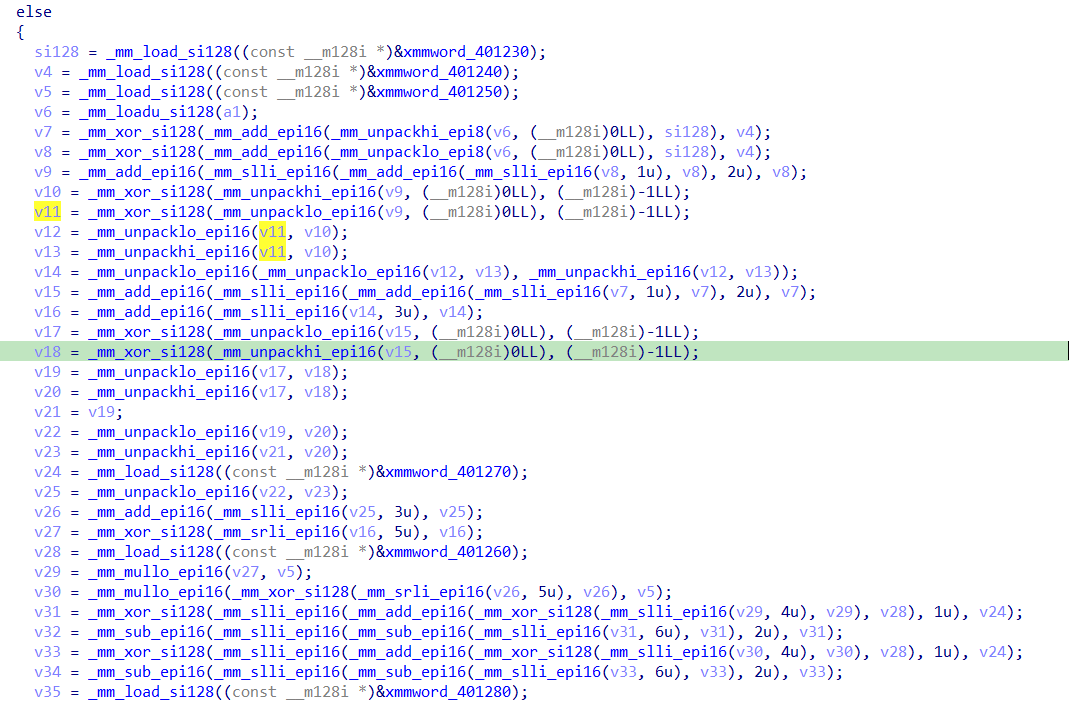 else
{
si128 = _mm_load_si128((const __m128i *)&xmmword_401230);
v4 = _mm_load_si128((const __m128i *)&xmmword_401240);
v5 = _mm_load_si128((const __m128i *)&xmmword_401250);
v6 = _mm_loadu_si128(a1);
v7 = _mm_xor_si128(_mm_add_epi16(_mm_unpackhi_epi8(v6, (__m128i)0LL), si128), v4);
v8 = _mm_xor_si128(_mm_add_epi16(_mm_unpacklo_epi8(v6, (__m128i)0LL), si128), v4);
v9 = _mm_add_epi16(_mm_slli_epi16(_mm_add_epi16(_mm_slli_epi16(v8, 1u), v8), 2u), v8);
v10 = _mm_xor_si128(_mm_unpackhi_epi16(v9, (__m128i)0LL), (__m128i)-1LL);
v11 = _mm_xor_si128(_mm_unpacklo_epi16(v9, (__m128i)0LL), (__m128i)-1LL);
v12 = _mm_unpacklo_epi16(v11, v10);
v13 = _mm_unpackhi_epi16(v11, v10);
v14 = _mm_unpacklo_epi16(_mm_unpacklo_epi16(v12, v13), _mm_unpackhi_epi16(v12, v13));
v15 = _mm_add_epi16(_mm_slli_epi16(_mm_add_epi16(_mm_slli_epi16(v7, 1u), v7), 2u), v7);
v16 = _mm_add_epi16(_mm_slli_epi16(v14, 3u), v14);
v17 = _mm_xor_si128(_mm_unpacklo_epi16(v15, (__m128i)0LL), (__m128i)-1LL);
v18 = _mm_xor_si128(_mm_unpackhi_epi16(v15, (__m128i)0LL), (__m128i)-1LL);
v19 = _mm_unpacklo_epi16(v17, v18);
v20 = _mm_unpackhi_epi16(v17, v18);
v21 = v19;
v22 = _mm_unpacklo_epi16(v19, v20);
v23 = _mm_unpackhi_epi16(v21, v20);
v24 = _mm_load_si128((const __m128i *)&xmmword_401270);
v25 = _mm_unpacklo_epi16(v22, v23);
v26 = _mm_add_epi16(_mm_slli_epi16(v25, 3u), v25);
v27 = _mm_xor_si128(_mm_srli_epi16(v16, 5u), v16);
v28 = _mm_load_si128((const __m128i *)&xmmword_401260);
v29 = _mm_mullo_epi16(v27, v5);
v30 = _mm_mullo_epi16(_mm_xor_si128(_mm_srli_epi16(v26, 5u), v26), v5);
v31 = _mm_xor_si128(_mm_slli_epi16(_mm_add_epi16(_mm_xor_si128(_mm_slli_epi16(v29, 4u), v29), v28), 1u), v24);
v32 = _mm_sub_epi16(_mm_slli_epi16(_mm_sub_epi16(_mm_slli_epi16(v31, 6u), v31), 2u), v31);
v33 = _mm_xor_si128(_mm_slli_epi16(_mm_add_epi16(_mm_xor_si128(_mm_slli_epi16(v30, 4u), v30), v28), 1u), v24);
v34 = _mm_sub_epi16(_mm_slli_epi16(_mm_sub_epi16(_mm_slli_epi16(v33, 6u), v33), 2u), v33);
v35 = _mm_load_si128((const __m128i *)&xmmword_401280);